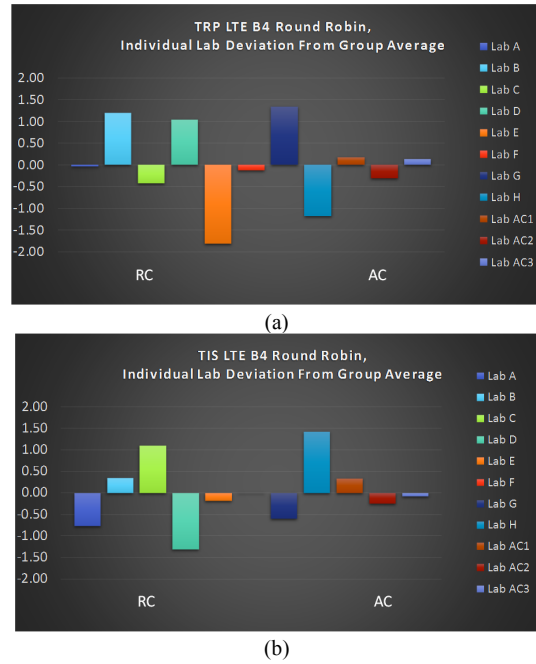 TRP LTE B4 Round Robin,
Individual Lab Deviation From Group Average
2.00
1.50
1.00
0.50
0.00
-0.50
-1.00
-1.50
-2.00
RC
AC
Lab A
Lab B
Lab C
Lab D
Lab E
Lab F
Lab G
Lab H
Lab AC1
Lab AC2
Lab AC3
(a)
TIS LTE B4 Round Robin,
Individual Lab Deviation From Group Average
2.00
1.50
1.00
0.50
0.00
-0.50
-1.00
-1.50
-2.00
RC
AC
Lab A
Lab B
Lab C
Lab D
Lab E
Lab F
Lab G
Lab H
Lab AC1
Lab AC2
Lab AC3
(b)